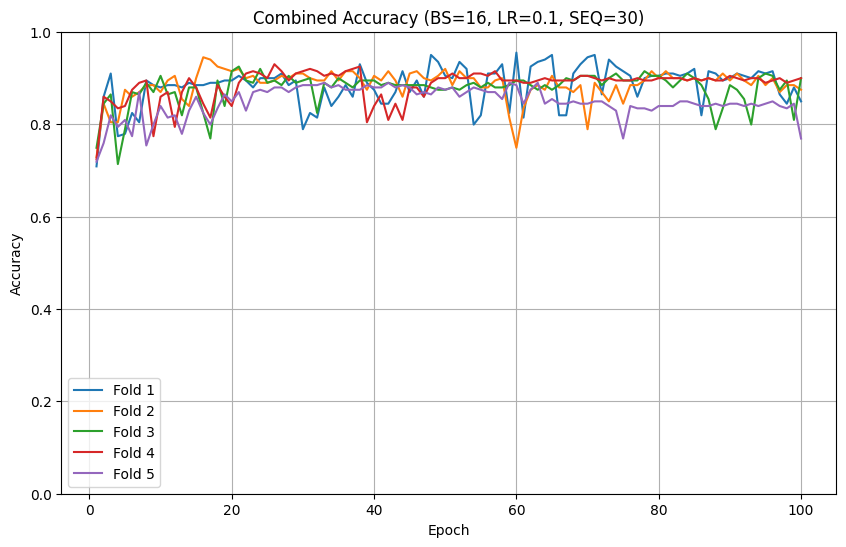 Combined Accuracy (BS=16, LR=0.1, SEQ=30)
1.0
0.8
0.6
0.4
0.2
0.0
Accuracy
Fold 1
Fold 2
Fold 3
Fold 4
Fold 5
0 20 40 60 80 100
Epoch